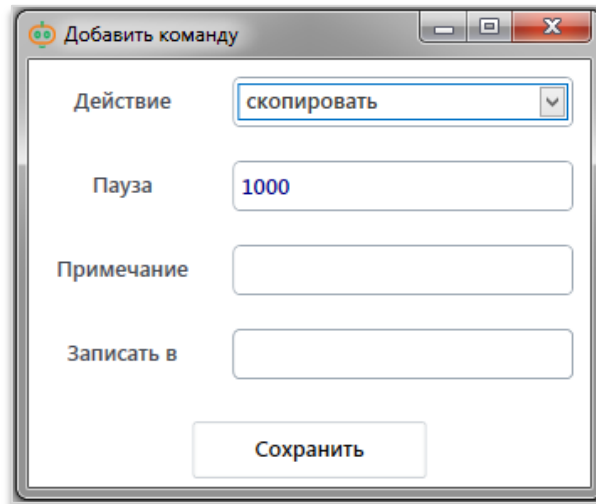 Добавить команду
Действие скопировать
Пауза 1000
Примечание
Записать в
Сохранить